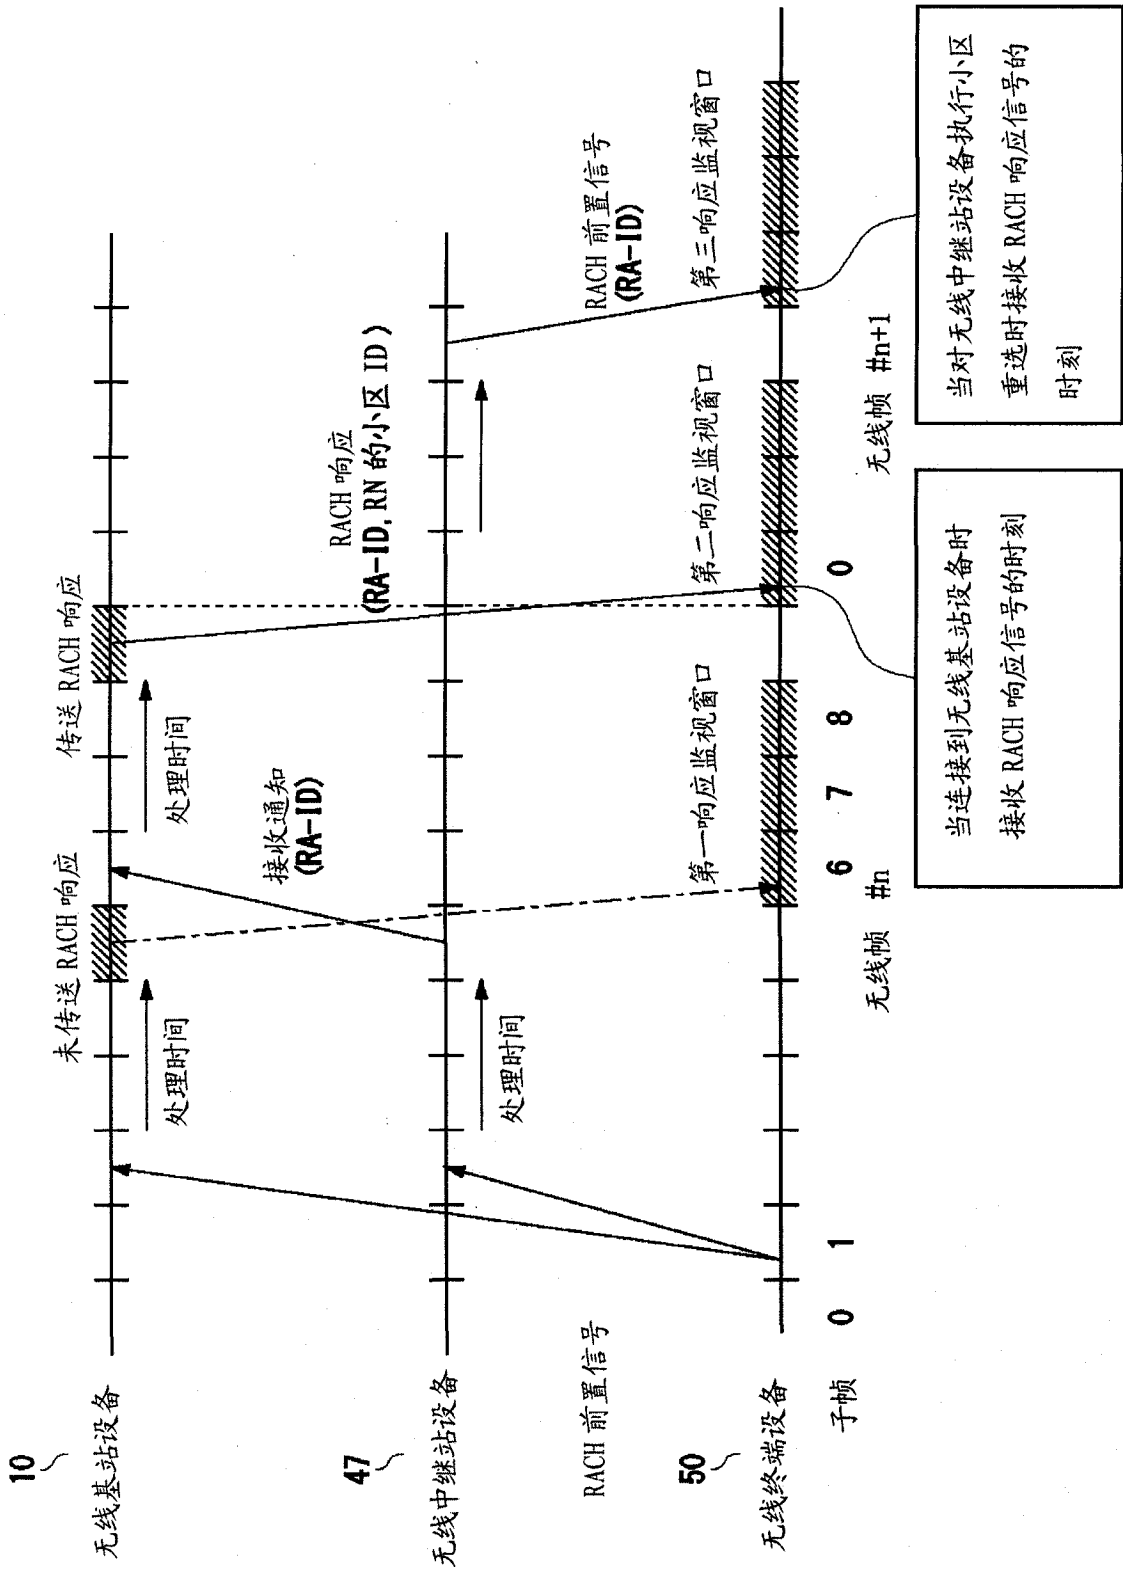 10
无线基站设备
未传送 RACH 响应
传送 RACH 响应
处理时间
处理时间
接收通知
(RA-ID)
47
无线中继站设备
处理时间
RACH 响应
(RA-ID, RN 的小区 ID )
RACH 前置信号
RACH 前置信号
(RA-ID)
50
无线终端设备
第一响应监视窗口
第二响应监视窗口
第三响应监视窗口
子帧
0
1
6
7
8
0
无线帧 #n
无线帧 #n+1
当连接到无线基站设备时
接收 RACH 响应信号的时刻
当对无线中继站设备执行小区
重选时接收 RACH 响应信号的
时刻